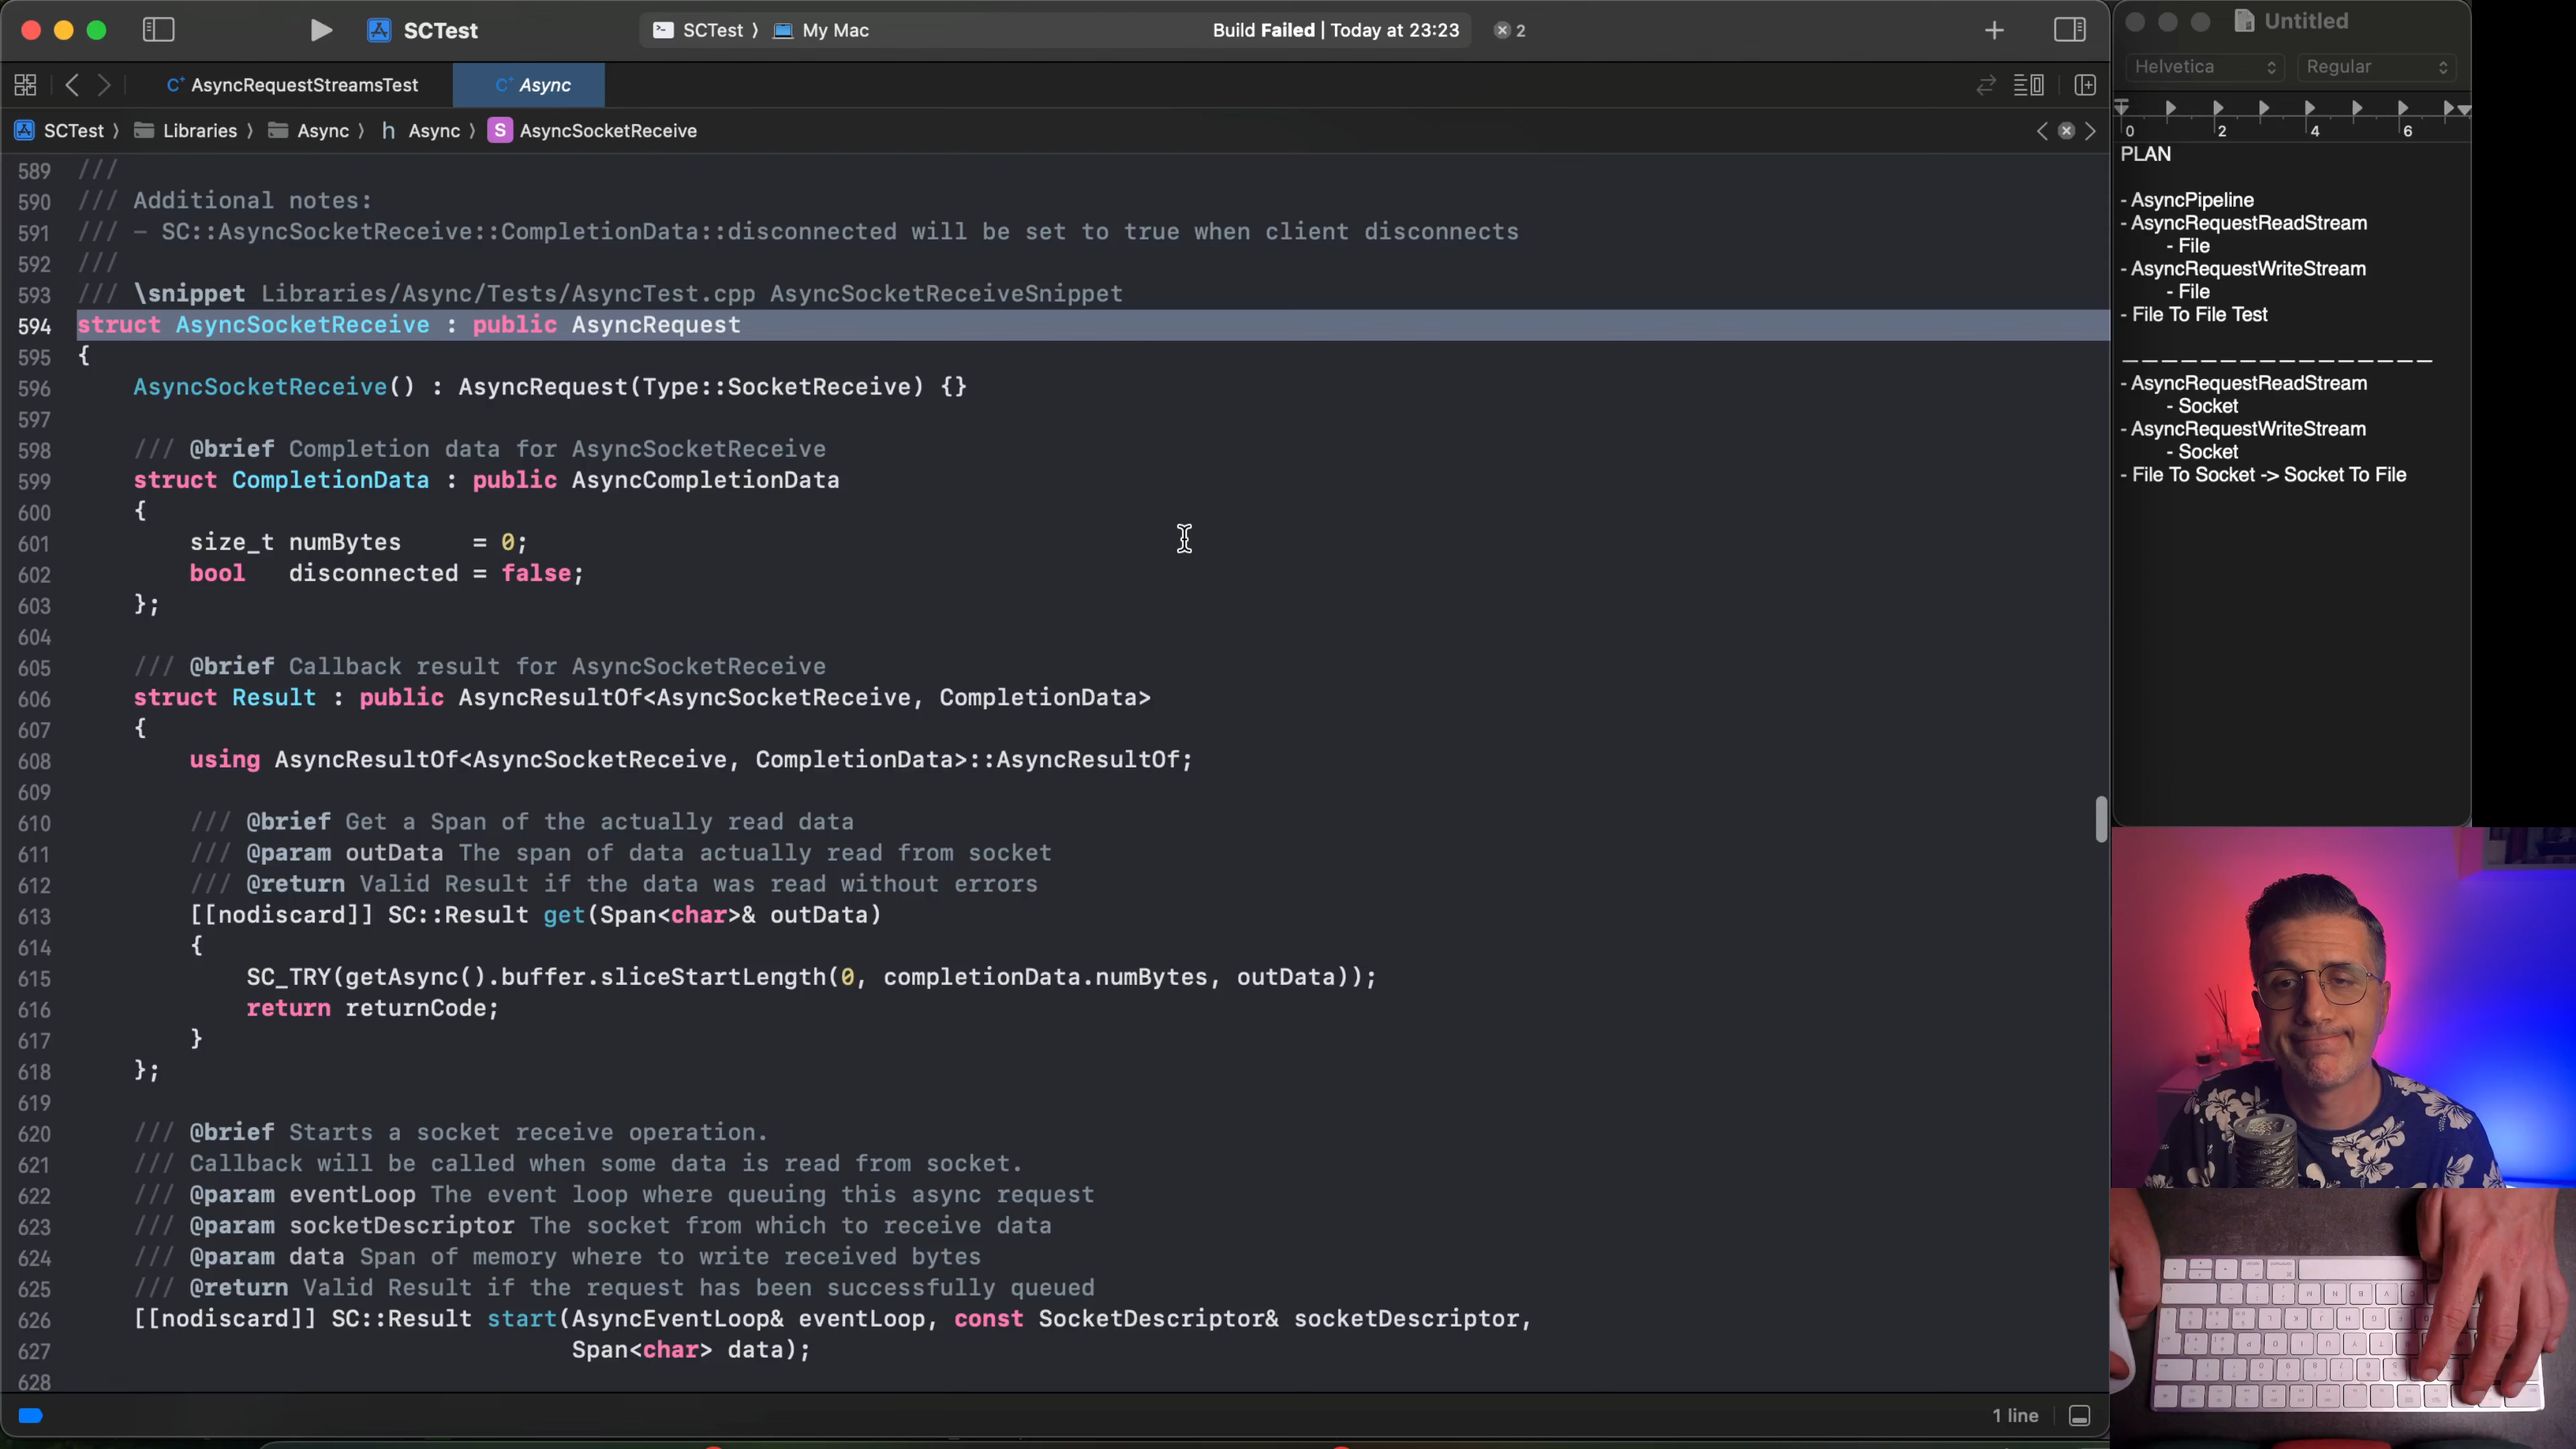 SCTest
SCTest 〉 My Mac
Build Failed | Today at 23:23
2
AsyncRequestStreamsTest
Async
SCTest 〉 Libraries 〉 Async 〉 h Async 〉 S AsyncSocketReceive
589 ///
590 /// Additional notes:
591 /// - SC::AsyncSocketReceive::CompletionData::disconnected will be set to true when client disconnects
592 ///
593 /// \snippet Libraries/Async/Tests/AsyncTest.cpp AsyncSocketReceiveSnippet
594 struct AsyncSocketReceive : public AsyncRequest
595 {
596 AsyncSocketReceive() : AsyncRequest(Type::SocketReceive) {}
597
598 /// @brief Completion data for AsyncSocketReceive
599 struct CompletionData : public AsyncCompletionData
600 {
601 size_t numBytes = 0;
602 bool disconnected = false;
603 };
604
605 /// @brief Callback result for AsyncSocketReceive
606 struct Result : public AsyncResultOf<AsyncSocketReceive, CompletionData>
607 {
608 using AsyncResultOf<AsyncSocketReceive, CompletionData>::AsyncResultOf;
609
610 /// @brief Get a Span of the actually read data
611 /// @param outData The span of data actually read from socket
612 /// @return Valid Result if the data was read without errors
613 [[nodiscard]] SC::Result get(Span<char>& outData)
614 {
615 SC_TRY(getAsync().buffer.sliceStartLength(0, completionData.numBytes, outData));
616 return returnCode;
617 }
618 };
619
620 /// @brief Starts a socket receive operation.
621 /// Callback will be called when some data is read from socket.
622 /// @param eventLoop The event loop where queuing this async request
623 /// @param socketDescriptor The socket from which to receive data
624 /// @param data Span of memory where to write received bytes
625 /// @return Valid Result if the request has been successfully queued
626 [[nodiscard]] SC::Result start(AsyncEventLoop& eventLoop, const SocketDescriptor& socketDescriptor,
627 Span<char> data);
628
1 line
Untitled
Helvetica Regular
0 2 4 6
PLAN
- AsyncPipeline
- AsyncRequestReadStream
- File
- AsyncRequestWriteStream
- File
- File To File Test
- AsyncRequestReadStream
- Socket
- AsyncRequestWriteStream
- Socket
- File To Socket -> Socket To File